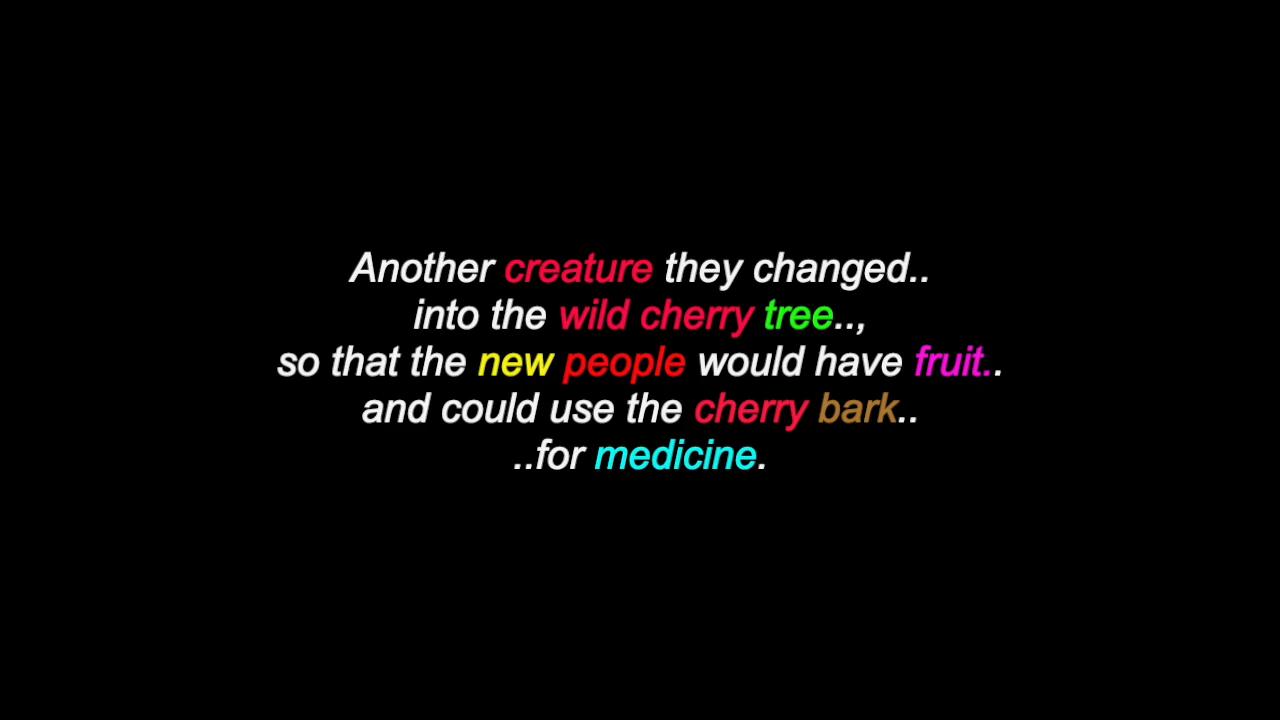 Another creature they changed..
into the wild cherry tree..,
so that the new people would have fruit..
and could use the cherry bark..
..for medicine.